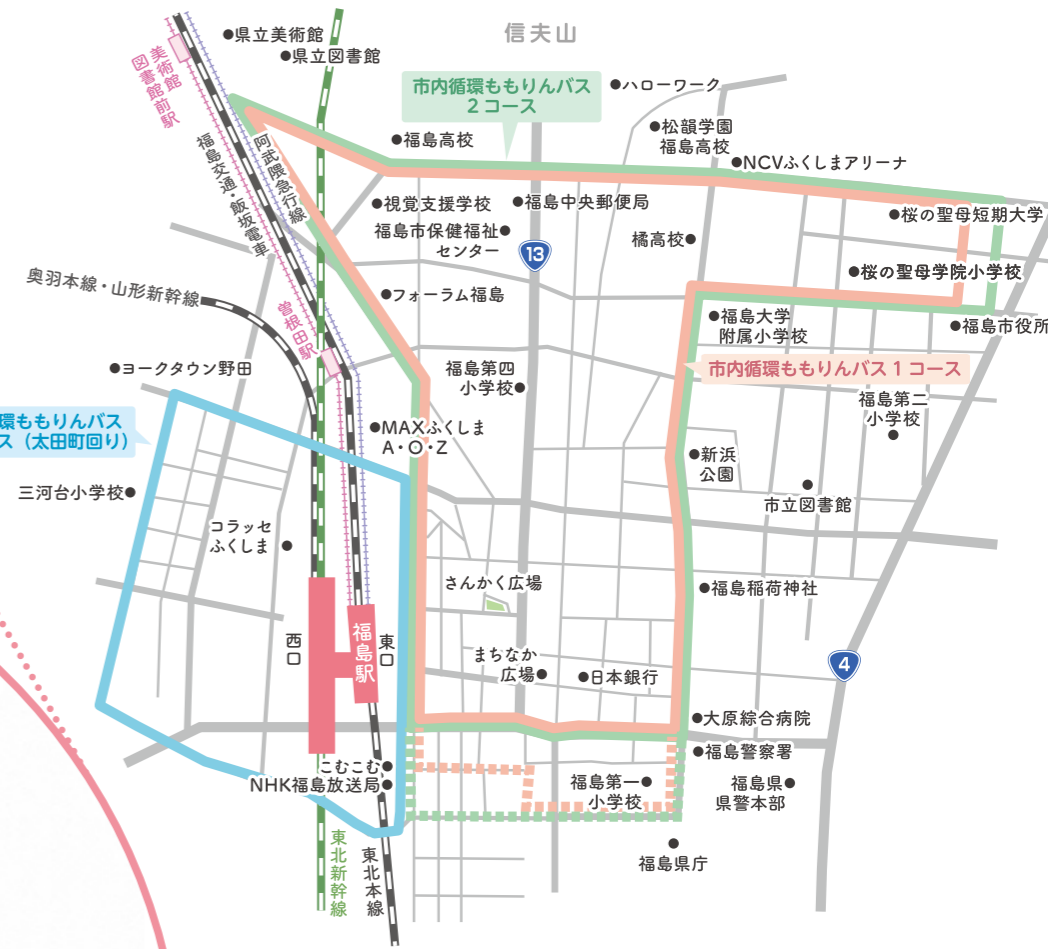 県立美術館
県立図書館
信夫山
美術館
図書館前駅
市内循環ももりんバス
2コース
ハローワーク
松韻学園
福島高校
福島高校
NCVふくしまアリーナ
阿武隈急行線
福島交通・飯坂電車
視覚支援学校
福島中央郵便局
桜の聖母短期大学
福島市保健福祉
センター
13
橘高校
桜の聖母学院小学校
奥羽本線・山形新幹線
フォーラム福島
曽根田駅
福島大学
附属小学校
福島市役所
ヨークタウン野田
福島第四
小学校
市内循環ももりんバス1コース
福島第二
小学校
環ももりんバス
ス（太田町回り）
MAXふくしま
A・O・Z
新浜
公園
三河台小学校
市立図書館
コラッセ
ふくしま
さんかく広場
福島稲荷神社
西口
福島駅
東口
まちなか
広場
日本銀行
4
大原綜合病院
福島警察署
こむこむ
NHK福島放送局
福島第一
小学校
福島県
県警本部
東北新幹線
東北本線
福島県庁